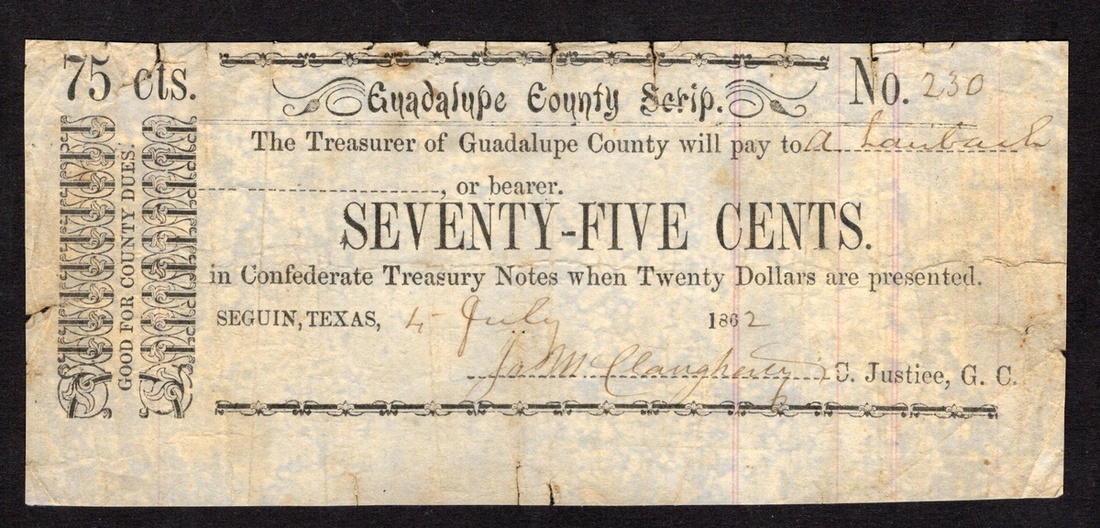 75 cts.
Guadalupe County Scrip.
No. 230
The Treasurer of Guadalupe County will pay to A
, or bearer.
SEVENTY-FIVE CENTS.
in Confederate Treasury Notes when Twenty Dollars are presented.
SEGUIN, TEXAS, 4 July 1862
Jno McClaugherty C. Justice, G. C.
GOOD FOR COUNTY DUES.